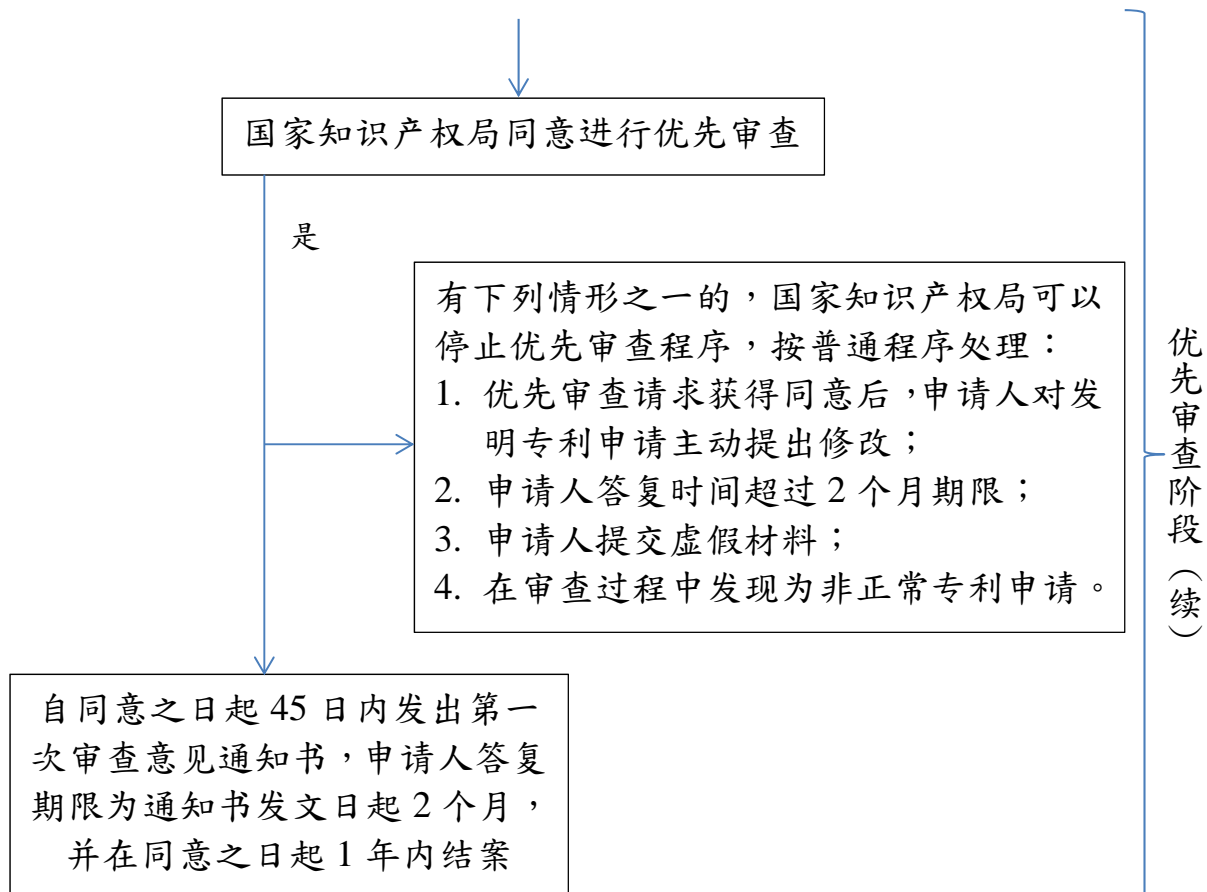 国家知识产权局同意进行优先审查
是
有下列情形之一的，国家知识产权局可以
停止优先审查程序，按普通程序处理：
1. 优先审查请求获得同意后，申请人对发
明专利申请主动提出修改；
2. 申请人答复时间超过 2 个月期限；
3. 申请人提交虚假材料；
4. 在审查过程中发现为非正常专利申请。
优先审查阶段（续）
自同意之日起 45 日内发出第一
次审查意见通知书，申请人答复
期限为通知书发文日起 2 个月，
并在同意之日起 1 年内结案